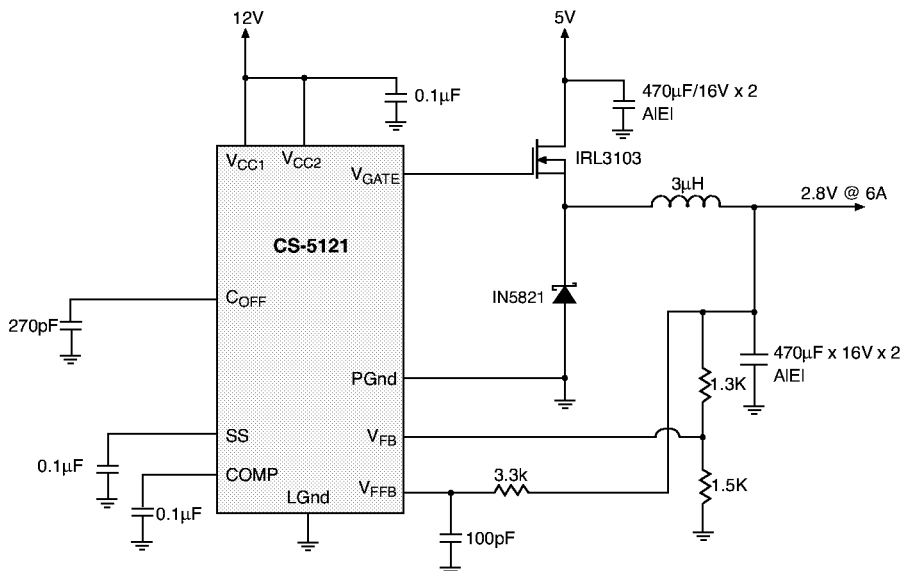 12V
5V
0.1µF
470µF/16V x 2
AIEI
VCC1
VCC2
VGATE
IRL3103
3µH
2.8V @ 6A
CS-5121
COFF
IN5821
270pF
470µF x 16V x 2
AIEI
PGnd
1.3K
SS
VFB
0.1µF
COMP
3.3k
VFFB
1.5K
LGnd
0.1µF
100pF